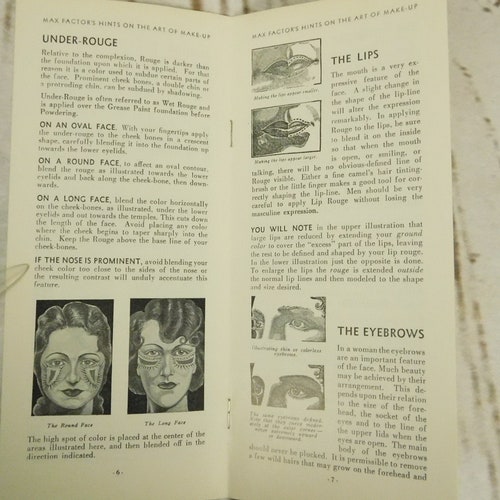 MAX FACTOR'S HINTS ON THE ART OF MAKE-UP
UNDER-ROUGE
Relative to the complexion, Rouge is darker than
the foundation upon which it is applied. For that
reason it is a color used to subdue certain parts of
the face. Prominent cheek bones, a double chin or
a protruding chin, can be subdued by shadowing.
Under-Rouge is often referred to as Wet Rouge and
is applied over the Grease Paint foundation before
Powdering.
ON AN OVAL FACE. With your fingertips apply
the under-rouge to the cheek bones in a crescent
shape, carefully blending it into the foundation up
towards the lower eyelids.
ON A ROUND FACE, to affect an oval contour,
blend the rouge as illustrated towards the lower
eyelids and back along the cheek-bone, then down-
wards.
ON A LONG FACE, blend the color horizontally
on the cheek-bones, as illustrated, under the lower
eyelids and out towards the temples. This cuts down
the length of the face. Avoid placing any color
where the cheek begins to taper sharply into the
chin. Keep the Rouge above the base line of your
cheek-bones.
IF THE NOSE IS PROMINENT, avoid blending your
cheek color too close to the sides of the nose or
the resulting contrast will unduly accentuate this
feature.
The Round Face
The Long Face
The high spot of color is placed at the center of the
areas illustrated here, and then blended off in the
direction indicated.
- 6 -
MAX FACTOR'S HINTS ON THE ART OF MAKE-UP
Making the lips appear smaller.
Making the lips appear larger.
THE LIPS
The mouth is a very ex-
pressive feature of the
face. A slight change in
the shape of the lip-line
will alter the expression
remarkably. In applying
Rouge to the lips, be sure
to blend it on the inside
so that when the mouth
is open, or smiling, or
talking, there will be no obvious-defined line of
Rouge visible. Either a fine camel's hair tinting-
brush or the little finger makes a good tool for cor-
rectly shaping the lip-line. Men should be very
careful to apply Lip Rouge without losing the
masculine expression.
YOU WILL NOTE in the upper illustration that
large lips are reduced by extending your ground
color to cover the "excess" part of the lips, leaving
the rest to be defined and shaped by your lip rouge.
In the lower illustration just the opposite is done.
To enlarge the lips the rouge is extended outside
the normal lip lines and then modeled to the shape
and size desired.
Illustrating thin or colorless
eyebrows.
The same eyebrows defined.
THE EYEBROWS
In a woman the eyebrows
are an important feature
of the face. Much beauty
may be achieved by their
arrangement. This de-
pends upon their relation
to the size of the fore-
head, the socket of the
eyes and to the line of
the upper lids when the
eyes are open. The main
body of the eyebrows
should never be plucked. It is permissible to remove
a few wild hairs that may grow on the forehead and
- 7 -